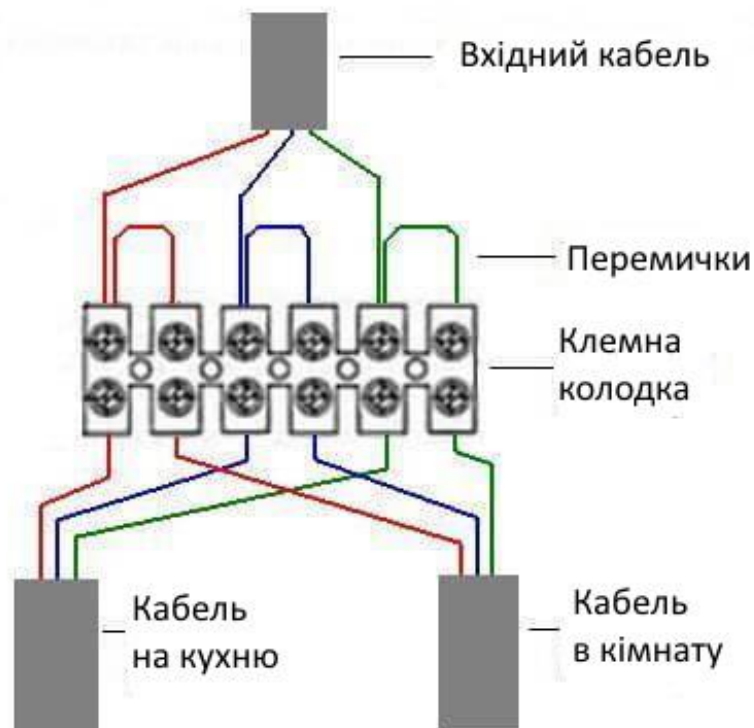 Вхідний кабель
Перемички
Клемна
колодка
Кабель
на кухню
Кабель
в кімнату